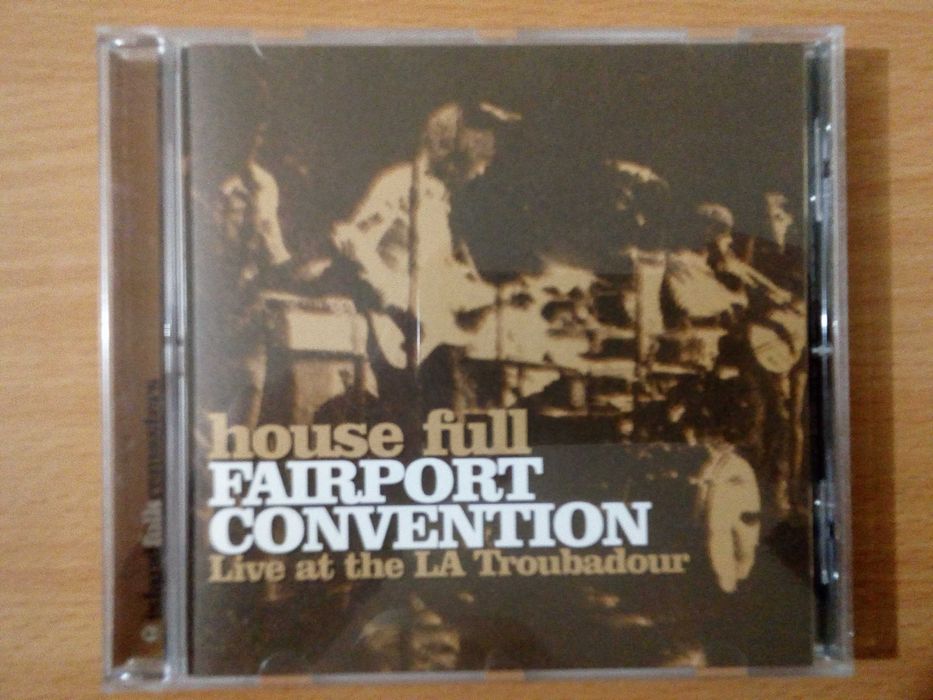 house full
FAIRPORT
CONVENTION
Live at the LA Troubadour